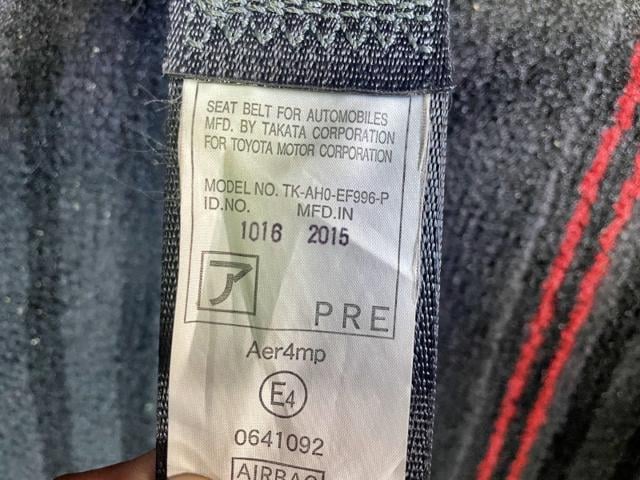 SEAT BELT FOR AUTOMOBILES
MFD. BY TAKATA CORPORATION
FOR TOYOTA MOTOR CORPORATION
MODEL NO. TK-AH0-EF996-P
ID.NO. MFD.IN
1016 2015
ア
PRE
Aer4mp
E4
0641092
AIRBAG